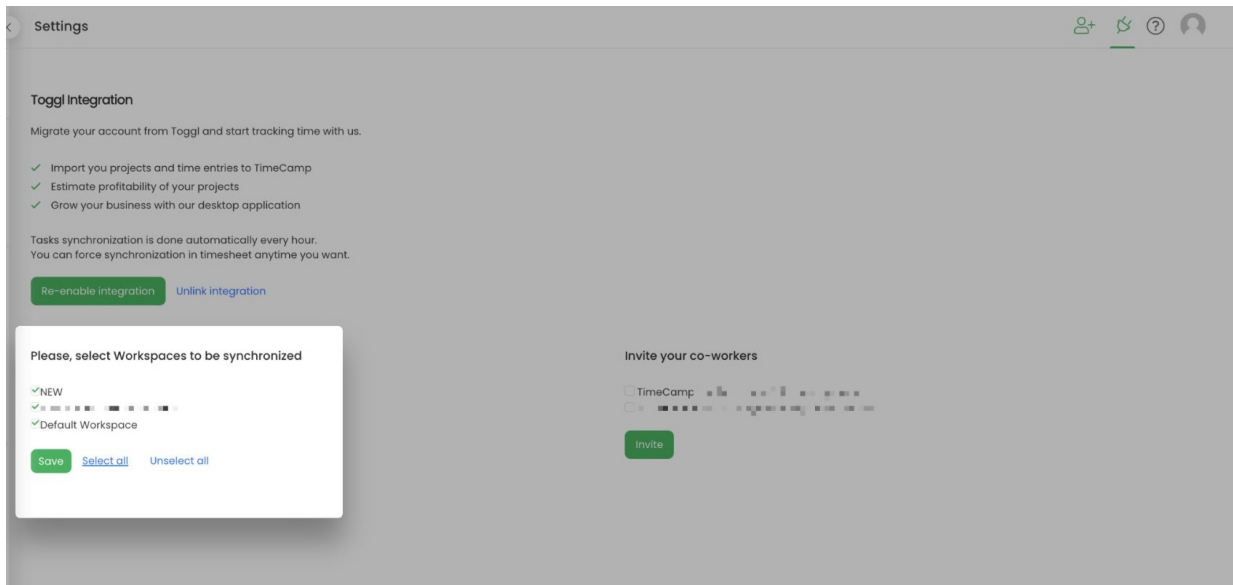 Settings
Toggl Integration
Migrate your account from Toggl and start tracking time with us.
Import you projects and time entries to TimeCamp
Estimate profitability of your projects
Grow your business with our desktop application
Tasks synchronization is done automatically every hour.
You can force synchronization in timesheet anytime you want.
Re-enable integration Unlink integration
Please, select Workspaces to be synchronized
NEW
Default Workspace
Save Select all Unselect all
Invite your co-workers
TimeCamp
Invite